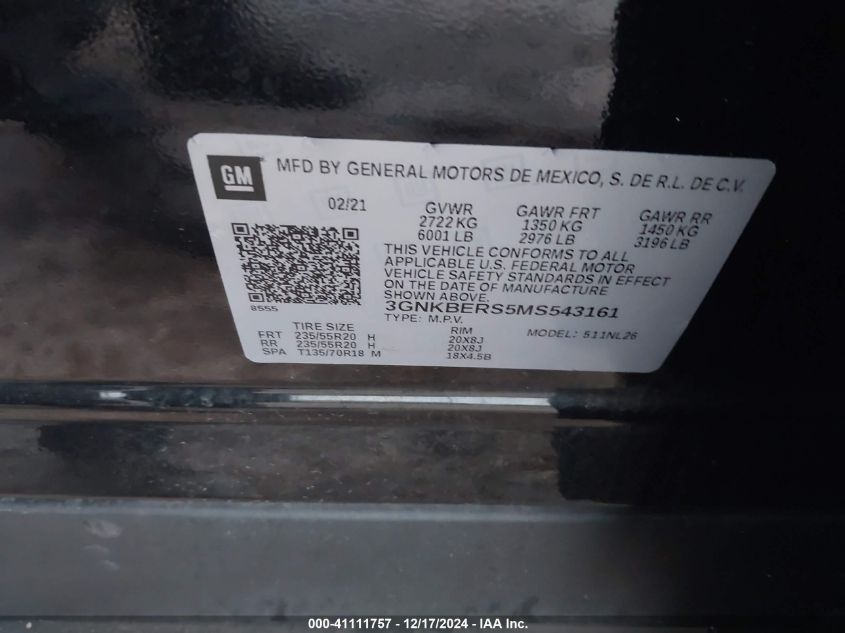 GM
MFD BY GENERAL MOTORS DE MEXICO, S. DE R.L. DE C.V.
02/21 GVWR GAWR FRT GAWR RR
2722 KG 1350 KG 1450 KG
6001 LB 2976 LB 3196 LB
THIS VEHICLE CONFORMS TO ALL
APPLICABLE U.S. FEDERAL MOTOR
VEHICLE SAFETY STANDARDS IN EFFECT
ON THE DATE OF MANUFACTURE
SHOWN ABOVE.
8555
3GNKBERS5MS543161
TYPE: M.P.V. MODEL: 511NL26
TIRE SIZE RIM
FRT 235/55R20 H 20X8J
RR 235/55R20 H 20X8J
SPA T135/70R18 M 18X4.5B
000-41111757 - 12/17/2024 - IAA Inc.